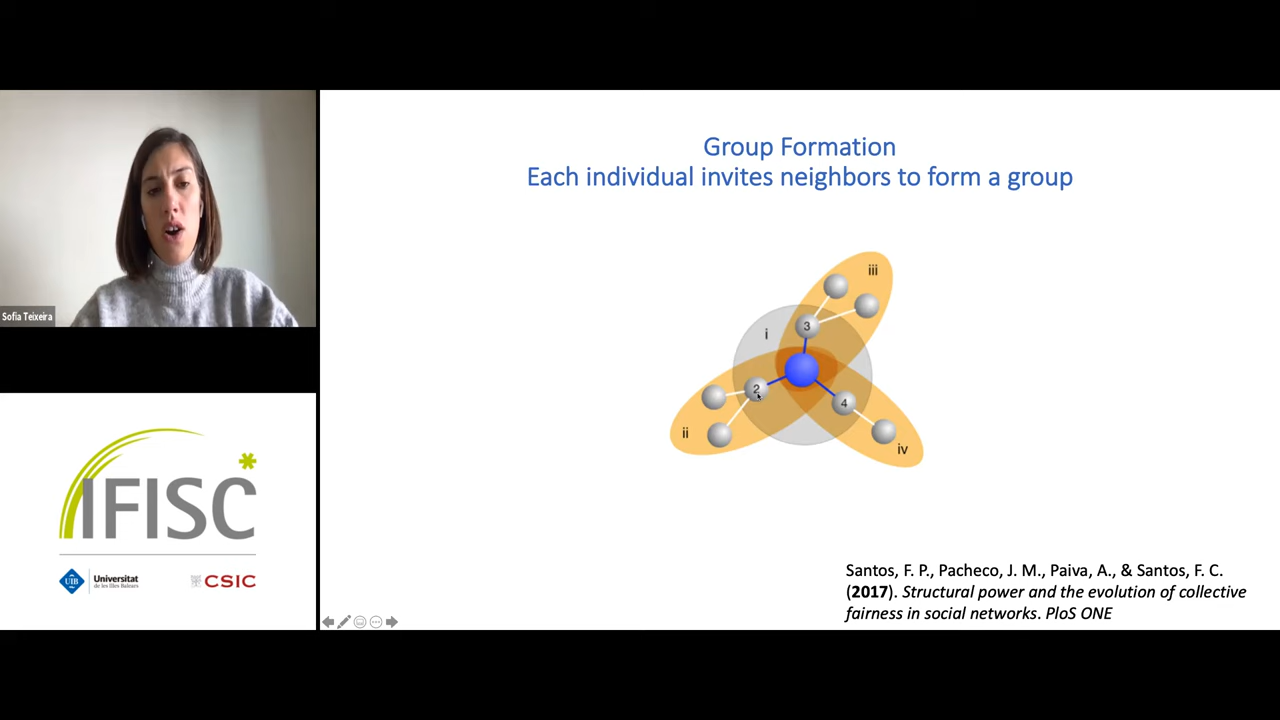 Group Formation
Each individual invites neighbors to form a group
iii
i
3
2
4
ii
iv
Sofia Teixeira
IFISC
UIB
Universitat
de les Illes Balears
CSIC
Santos, F. P., Pacheco, J. M., Paiva, A., & Santos, F. C.
(2017). Structural power and the evolution of collective
fairness in social networks. PloS ONE